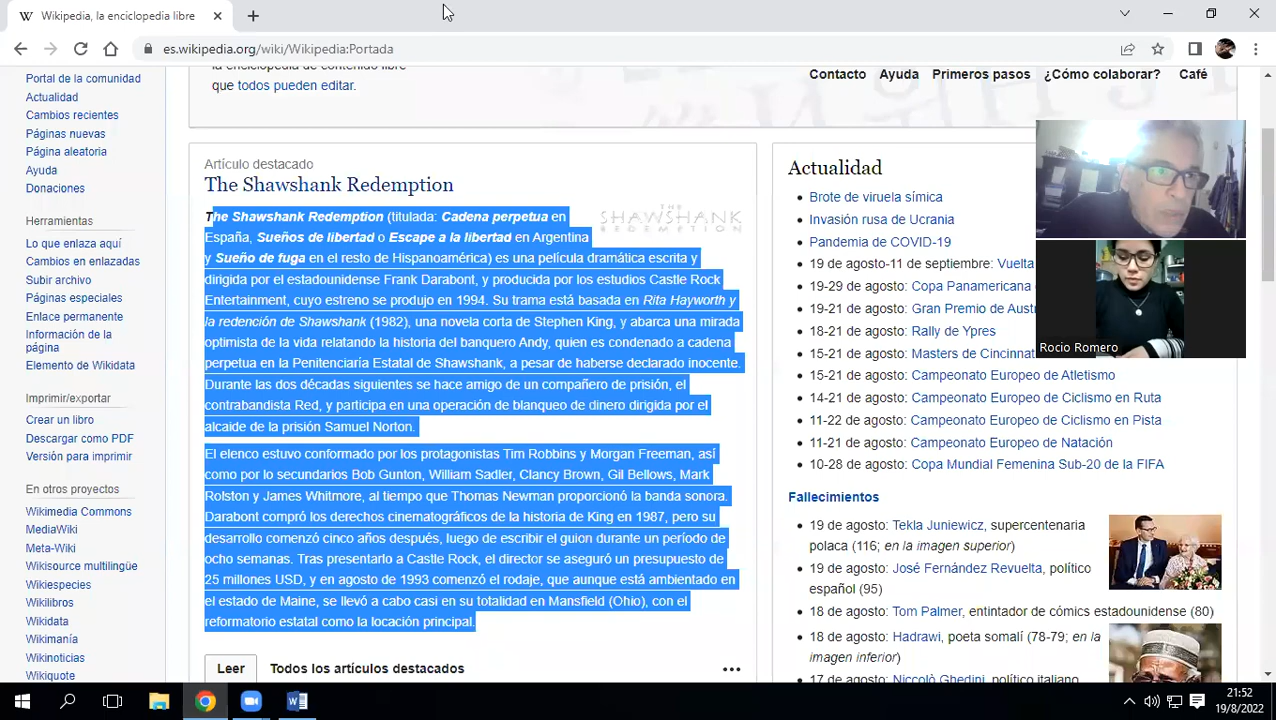 Wikipedia, la enciclopedia libre
es.wikipedia.org/wiki/Wikipedia:Portada
la enciclopedia de contenido libre
que todos pueden editar.
Contacto Ayuda Primeros pasos ¿Cómo colaborar? Café
Portal de la comunidad
Actualidad
Cambios recientes
Páginas nuevas
Página aleatoria
Ayuda
Donaciones
Herramientas
Lo que enlaza aquí
Cambios en enlazadas
Subir archivo
Páginas especiales
Enlace permanente
Información de la
página
Elemento de Wikidata
Imprimir/exportar
Crear un libro
Descargar como PDF
Versión para imprimir
En otros proyectos
Wikimedia Commons
MediaWiki
Meta-Wiki
Wikisource multilingüe
Wikispecies
Wikilibros
Wikidata
Wikimanía
Wikinoticias
Wikiquote
Artículo destacado
The Shawshank Redemption
The Shawshank Redemption (titulada: Cadena perpetua en
España, Sueños de libertad o Escape a la libertad en Argentina
y Sueño de fuga en el resto de Hispanoamérica) es una película dramática escrita y
dirigida por el estadounidense Frank Darabont, y producida por los estudios Castle Rock
Entertainment, cuyo estreno se produjo en 1994. Su trama está basada en Rita Hayworth y
la redención de Shawshank (1982), una novela corta de Stephen King, y abarca una mirada
optimista de la vida relatando la historia del banquero Andy, quien es condenado a cadena
perpetua en la Penitenciaría Estatal de Shawshank, a pesar de haberse declarado inocente.
Durante las dos décadas siguientes se hace amigo de un compañero de prisión, el
contrabandista Red, y participa en una operación de blanqueo de dinero dirigida por el
alcaide de la prisión Samuel Norton.
THE
SHAWSHANK
REDEMPTION
El elenco estuvo conformado por los protagonistas Tim Robbins y Morgan Freeman, así
como por lo secundarios Bob Gunton, William Sadler, Clancy Brown, Gil Bellows, Mark
Rolston y James Whitmore, al tiempo que Thomas Newman proporcionó la banda sonora.
Darabont compró los derechos cinematográficos de la historia de King en 1987, pero su
desarrollo comenzó cinco años después, luego de escribir el guion durante un período de
ocho semanas. Tras presentarlo a Castle Rock, el director se aseguró un presupuesto de
25 millones USD, y en agosto de 1993 comenzó el rodaje, que aunque está ambientado en
el estado de Maine, se llevó a cabo casi en su totalidad en Mansfield (Ohio), con el
reformatorio estatal como la locación principal.
Leer Todos los artículos destacados
Actualidad
Brote de viruela símica
Invasión rusa de Ucrania
Pandemia de COVID-19
19 de agosto-11 de septiembre: Vuelta
19-29 de agosto: Copa Panamericana
19-21 de agosto: Gran Premio de Austr
18-21 de agosto: Rally de Ypres
15-21 de agosto: Masters de Cincinnat
15-21 de agosto: Campeonato Europeo de Atletismo
14-21 de agosto: Campeonato Europeo de Ciclismo en Ruta
11-22 de agosto: Campeonato Europeo de Ciclismo en Pista
11-21 de agosto: Campeonato Europeo de Natación
10-28 de agosto: Copa Mundial Femenina Sub-20 de la FIFA
Fallecimientos
19 de agosto: Tekla Juniewicz, supercentenaria
polaca (116; en la imagen superior)
19 de agosto: José Fernández Revuelta, político
español (95)
18 de agosto: Tom Palmer, entintador de cómics estadounidense (80)
18 de agosto: Hadrawi, poeta somalí (78-79; en la
imagen inferior)
17 de agosto: Niccolò Ghedini, político italiano
Rocio Romero
21:52
19/8/2022